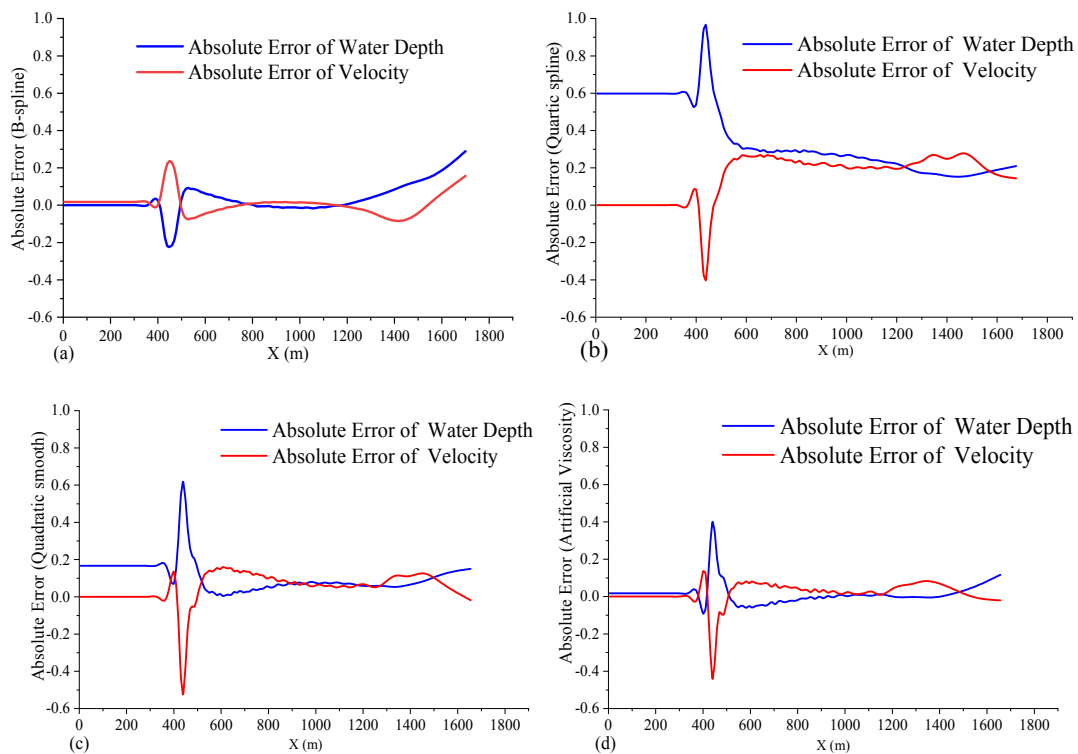 Absolute Error of Water Depth
Absolute Error of Velocity
Absolute Error (B-spline)
1.0
0.8
0.6
0.4
0.2
0.0
-0.2
-0.4
-0.6
0 200 400 600 800 1000 1200 1400 1600 1800
X (m)
(a)
Absolute Error of Water Depth
Absolute Error of Velocity
Absolute Error (Quartic spline)
1.0
0.8
0.6
0.4
0.2
0.0
-0.2
-0.4
-0.6
0 200 400 600 800 1000 1200 1400 1600 1800
X (m)
(b)
Absolute Error of Water Depth
Absolute Error of Velocity
Absolute Error (Quadratic smooth)
1.0
0.8
0.6
0.4
0.2
0.0
-0.2
-0.4
-0.6
0 200 400 600 800 1000 1200 1400 1600 1800
X (m)
(c)
Absolute Error of Water Depth
Absolute Error of Velocity
Absolute Error (Artificial Viscosity)
1.0
0.8
0.6
0.4
0.2
0.0
-0.2
-0.4
-0.6
0 200 400 600 800 1000 1200 1400 1600 1800
X (m)
(d)